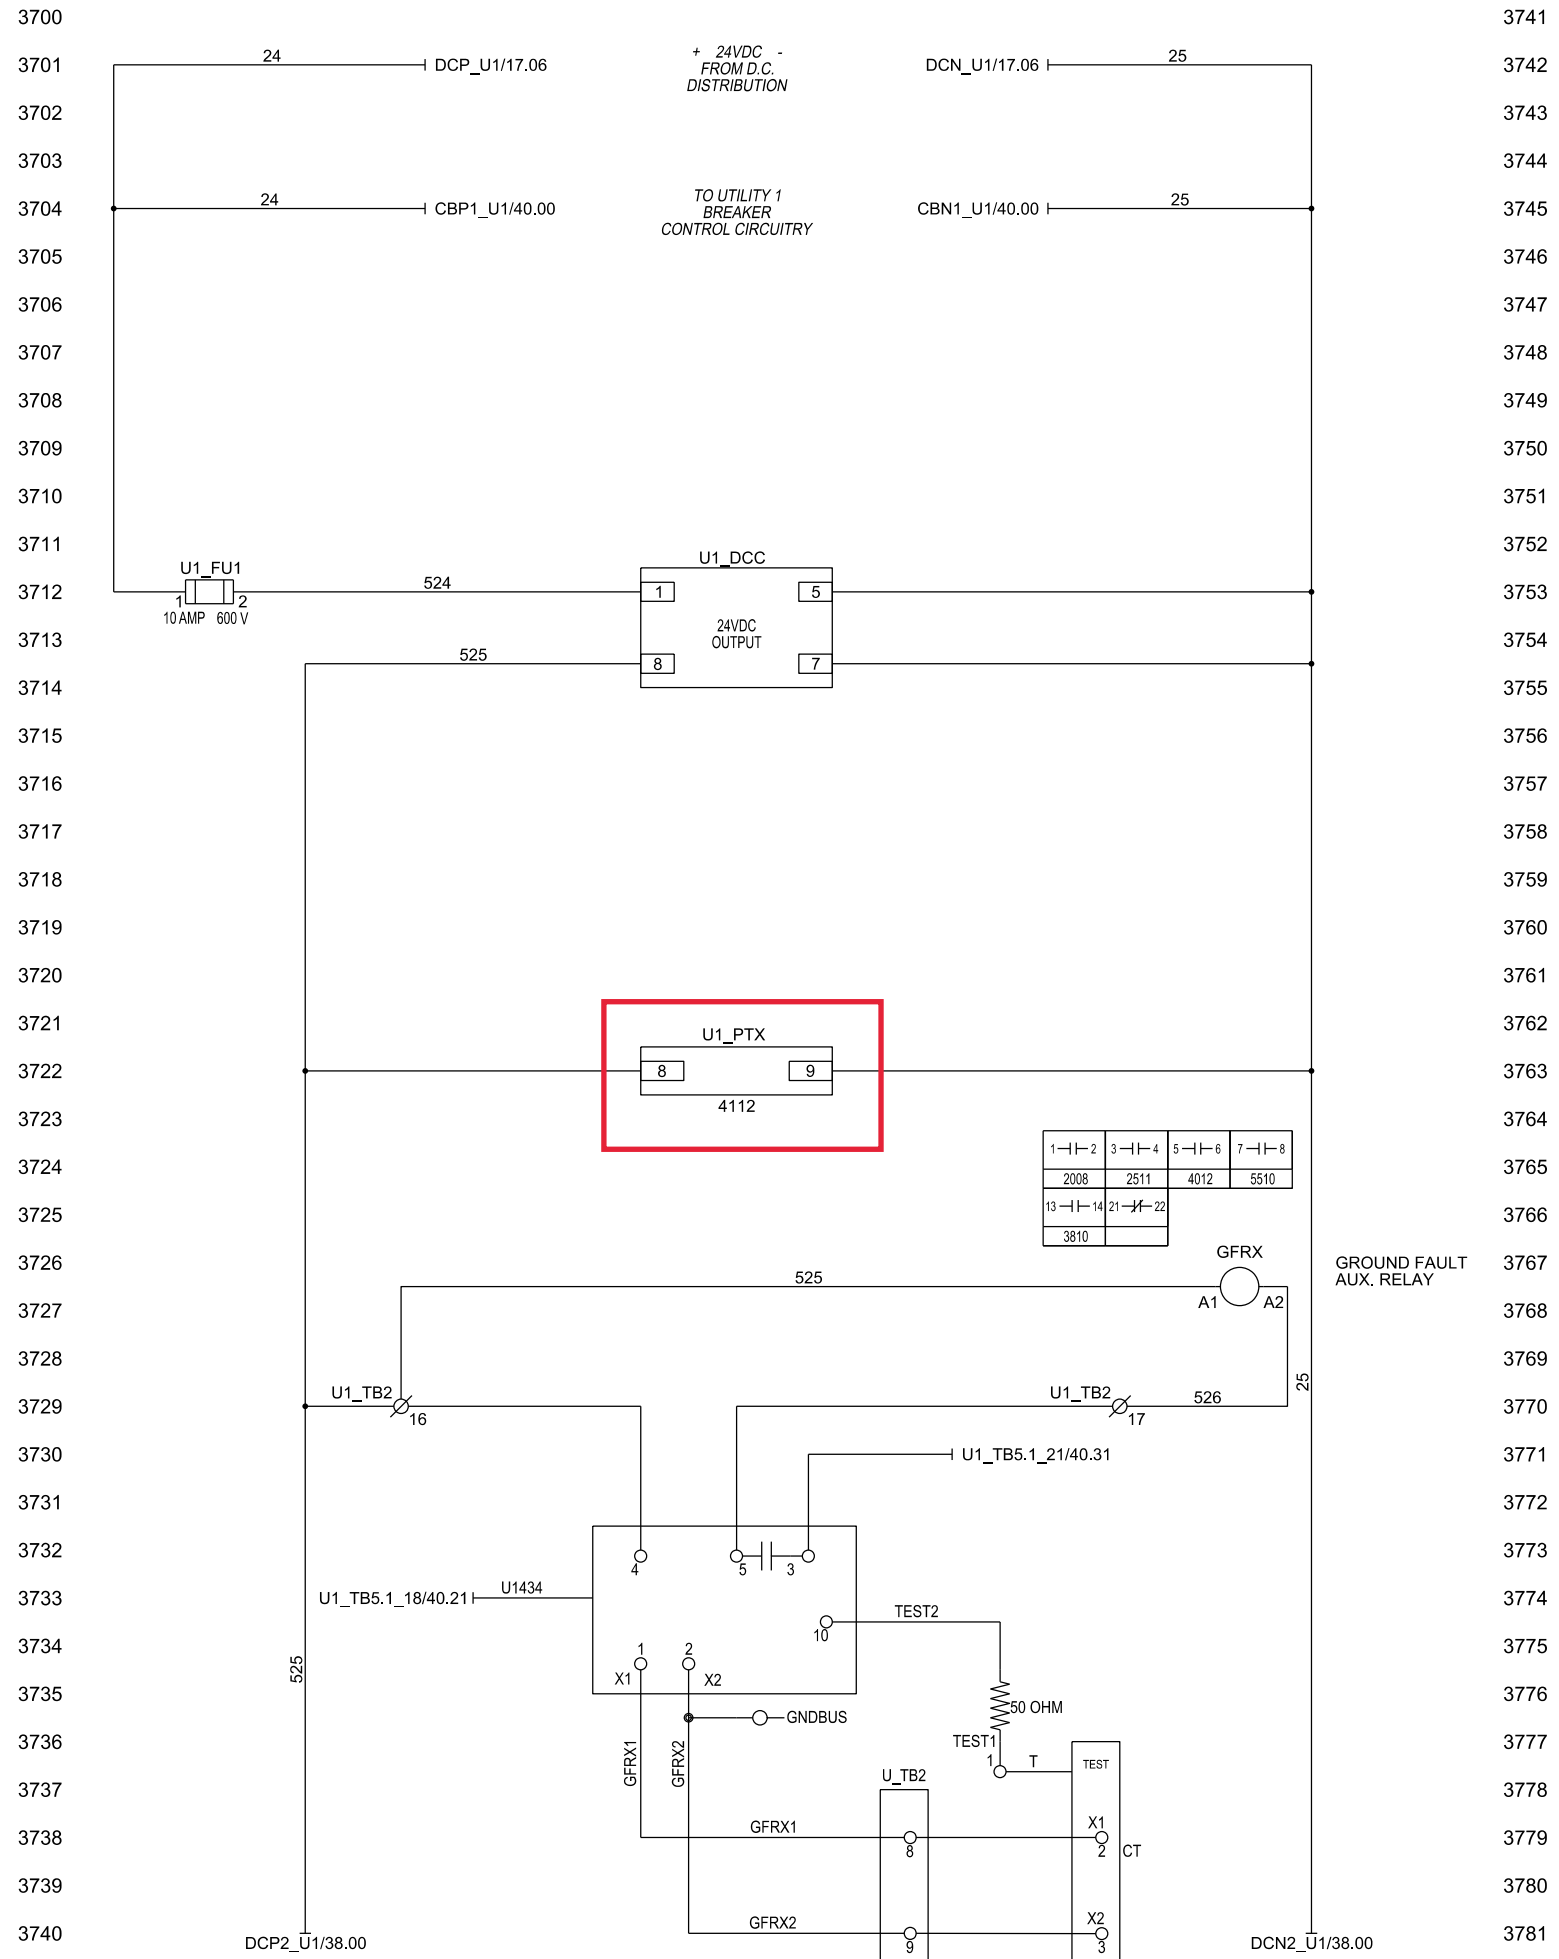 3700 3741
3701 24 DCP_U1/17.06 + 24VDC - DCN_U1/17.06 25 3742
FROM D.C.
DISTRIBUTION
3702 3743
3703 3744
TO UTILITY 1
3704 24 CBP1_U1/40.00 BREAKER CBN1_U1/40.00 25 3745
CONTROL CIRCUITRY
3705 3746
3706 3747
3707 3748
3708 3749
3709 3750
3710 3751
3711 3752
U1_FU1 U1_DCC
3712 524 1 5 3753
1 2
10 AMP 600 V
24VDC
3713 OUTPUT 3754
525 8 7
3714 3755
3715 3756
3716 3757
3717 3758
3718 3759
3719 3760
3720 3761
3721 3762
U1_PTX
3722 8 9 3763
4112
3723 3764
1 2 3 4 5 6 7 8
3724 3765
2008 2511 4012 5510
3725 13 14 21 22 3766
3810
GFRX
3726 GROUND FAULT 3767
525 AUX. RELAY
3727 A1 A2 3768
3728 3769
25
U1_TB2 U1_TB2 526
3729 3770
16 17
3730 U1_TB5.1_21/40.31 3771
3731 3772
3732 3773
4 5 3
3733 U1_TB5.1_18/40.21 U1434 3774
TEST2
10
3734 1 2 3775
525
X1 X2
3735 3776
50 OHM
GNDBUS
3736 TEST1 3777
GFRX1 GFRX2
1 T TEST
U_TB2
3737 3778
X1
3738 GFRX1 3779
8 2 CT
3739 3780
X2
3740 GFRX2 3781
DCP2_U1/38.00 9 3 DCN2_U1/38.00